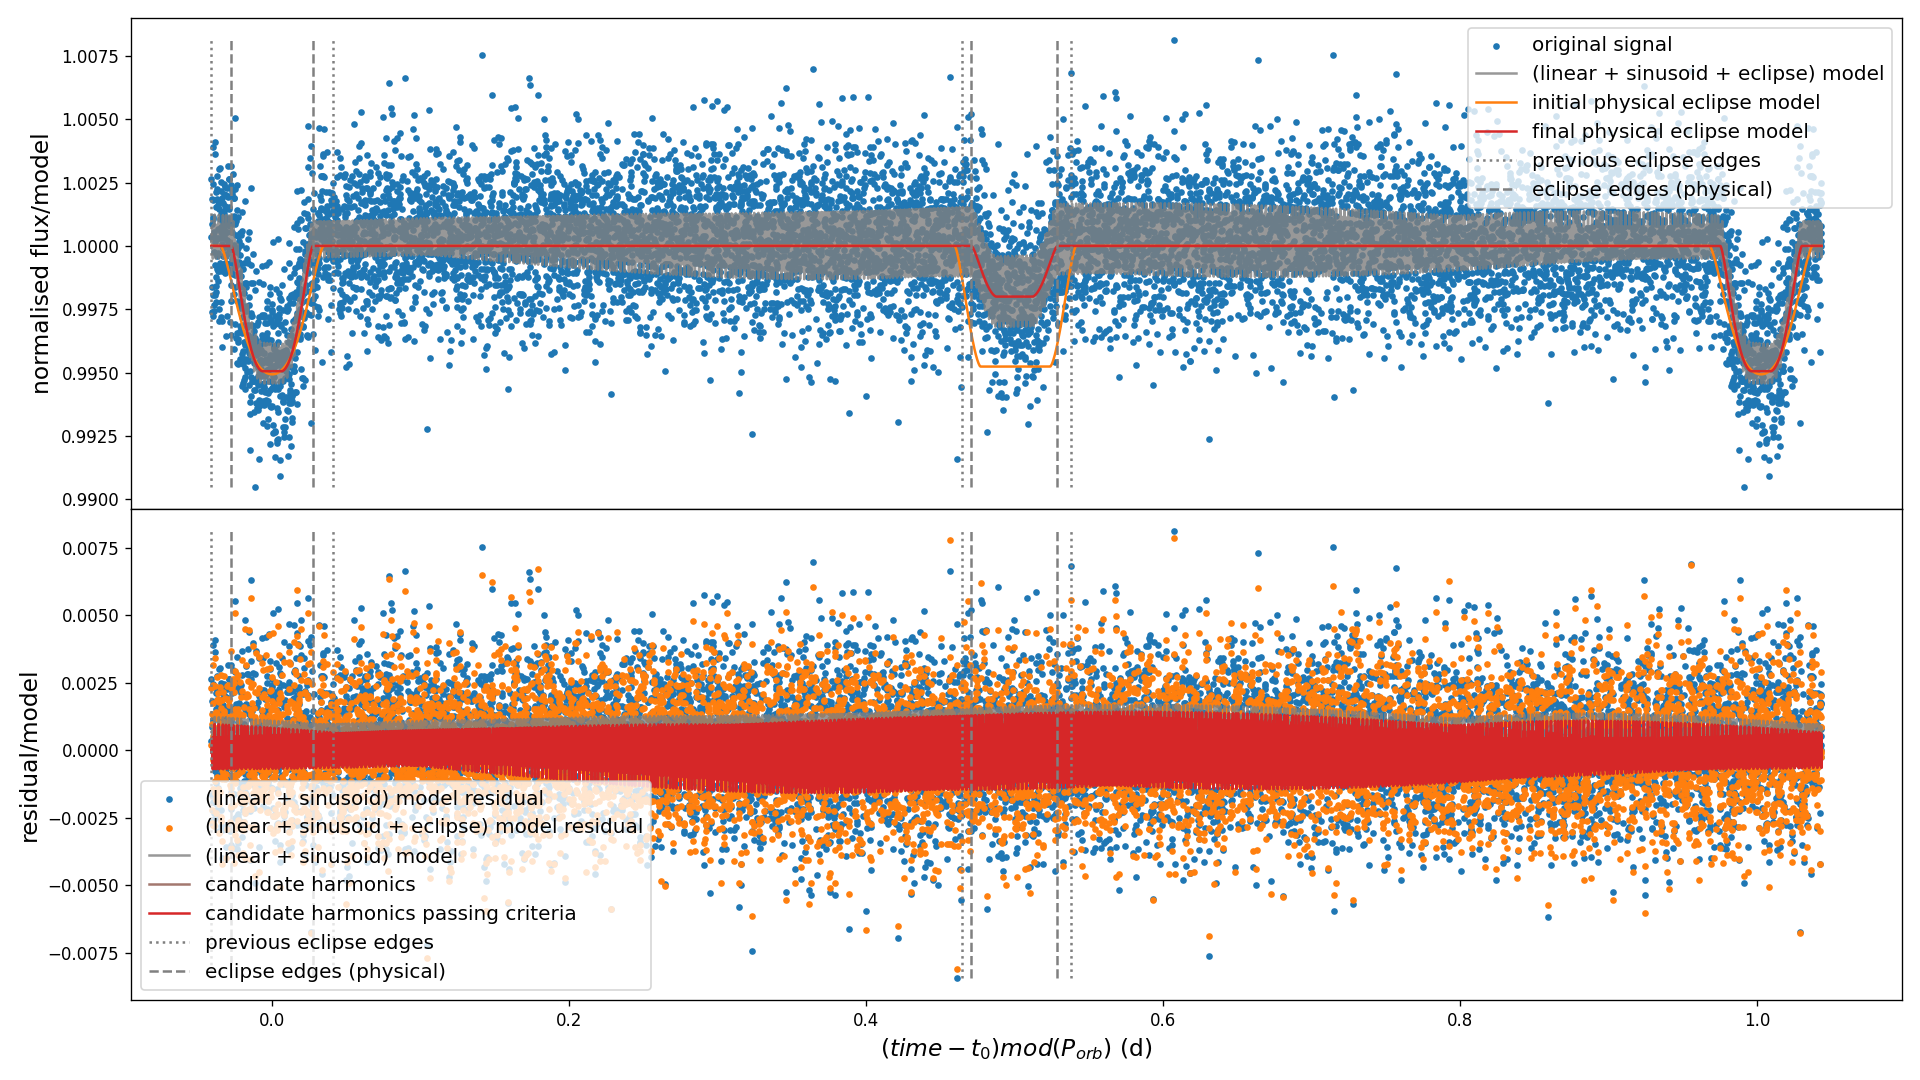 normalised flux/model
1.0075
1.0050
1.0025
1.0000
0.9975
0.9950
0.9925
0.9900
original signal
(linear + sinusoid + eclipse) model
initial physical eclipse model
final physical eclipse model
previous eclipse edges
eclipse edges (physical)
residual/model
0.0075
0.0050
0.0025
0.0000
−0.0025
−0.0050
−0.0075
(linear + sinusoid) model residual
(linear + sinusoid + eclipse) model residual
(linear + sinusoid) model
candidate harmonics
candidate harmonics passing criteria
previous eclipse edges
eclipse edges (physical)
0.0 0.2 0.4 0.6 0.8 1.0
(time − t₀)mod(P_orb) (d)